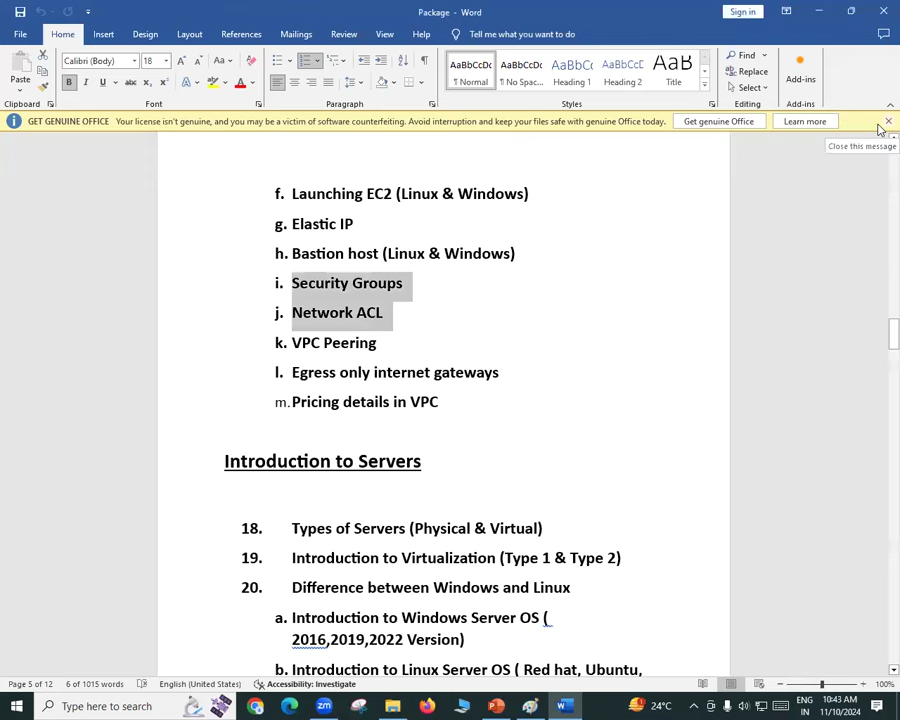 Package - Word
Sign in
File Home Insert Design Layout References Mailings Review View Help Tell me what you want to do
Paste
Calibri (Body) 18
Clipboard Font Paragraph Styles Editing Add-ins
AaBbCcDc AaBbCcDc AaBbCc AaBbCcD AaB
¶ Normal ¶ No Spac... Heading 1 Heading 2 Title
Find
Replace
Select
Add-ins
GET GENUINE OFFICE Your license isn't genuine, and you may be a victim of software counterfeiting. Avoid interruption and keep your files safe with genuine Office today. Get genuine Office Learn more
Close this message
f. Launching EC2 (Linux & Windows)
g. Elastic IP
h. Bastion host (Linux & Windows)
i. Security Groups
j. Network ACL
k. VPC Peering
l. Egress only internet gateways
m. Pricing details in VPC
Introduction to Servers
18. Types of Servers (Physical & Virtual)
19. Introduction to Virtualization (Type 1 & Type 2)
20. Difference between Windows and Linux
a. Introduction to Windows Server OS (
2016,2019,2022 Version)
b. Introduction to Linux Server OS ( Red hat, Ubuntu,
Page 5 of 12 6 of 1015 words English (United States) Accessibility: Investigate 100%
Type here to search
24°C
ENG
IN
10:43 AM
11/10/2024